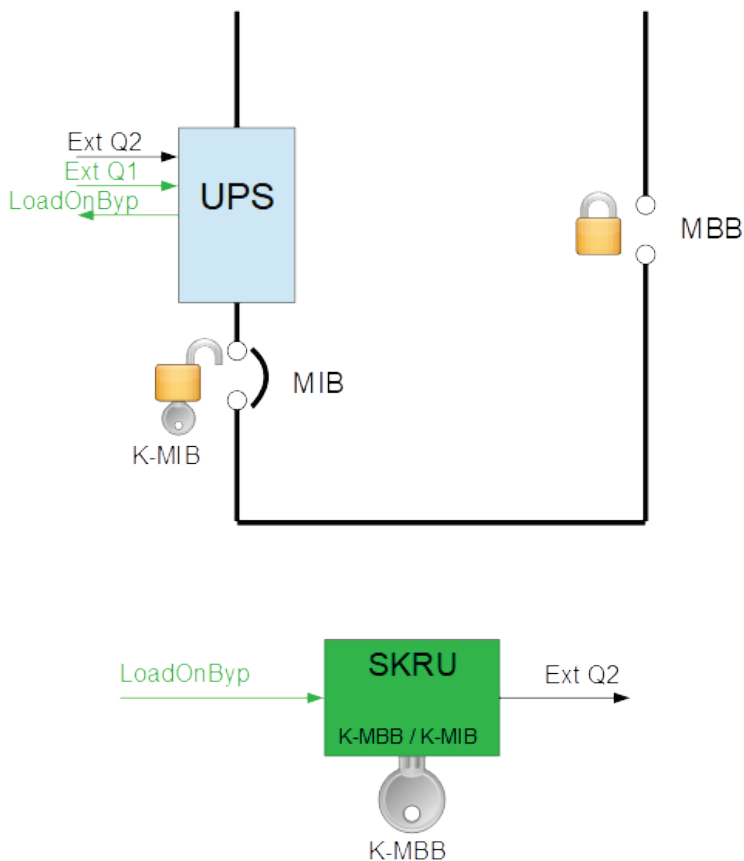 Ext Q2
Ext Q1
LoadOnByp
UPS
MBB
MIB
K-MIB
LoadOnByp
SKRU
Ext Q2
K-MBB / K-MIB
K-MBB